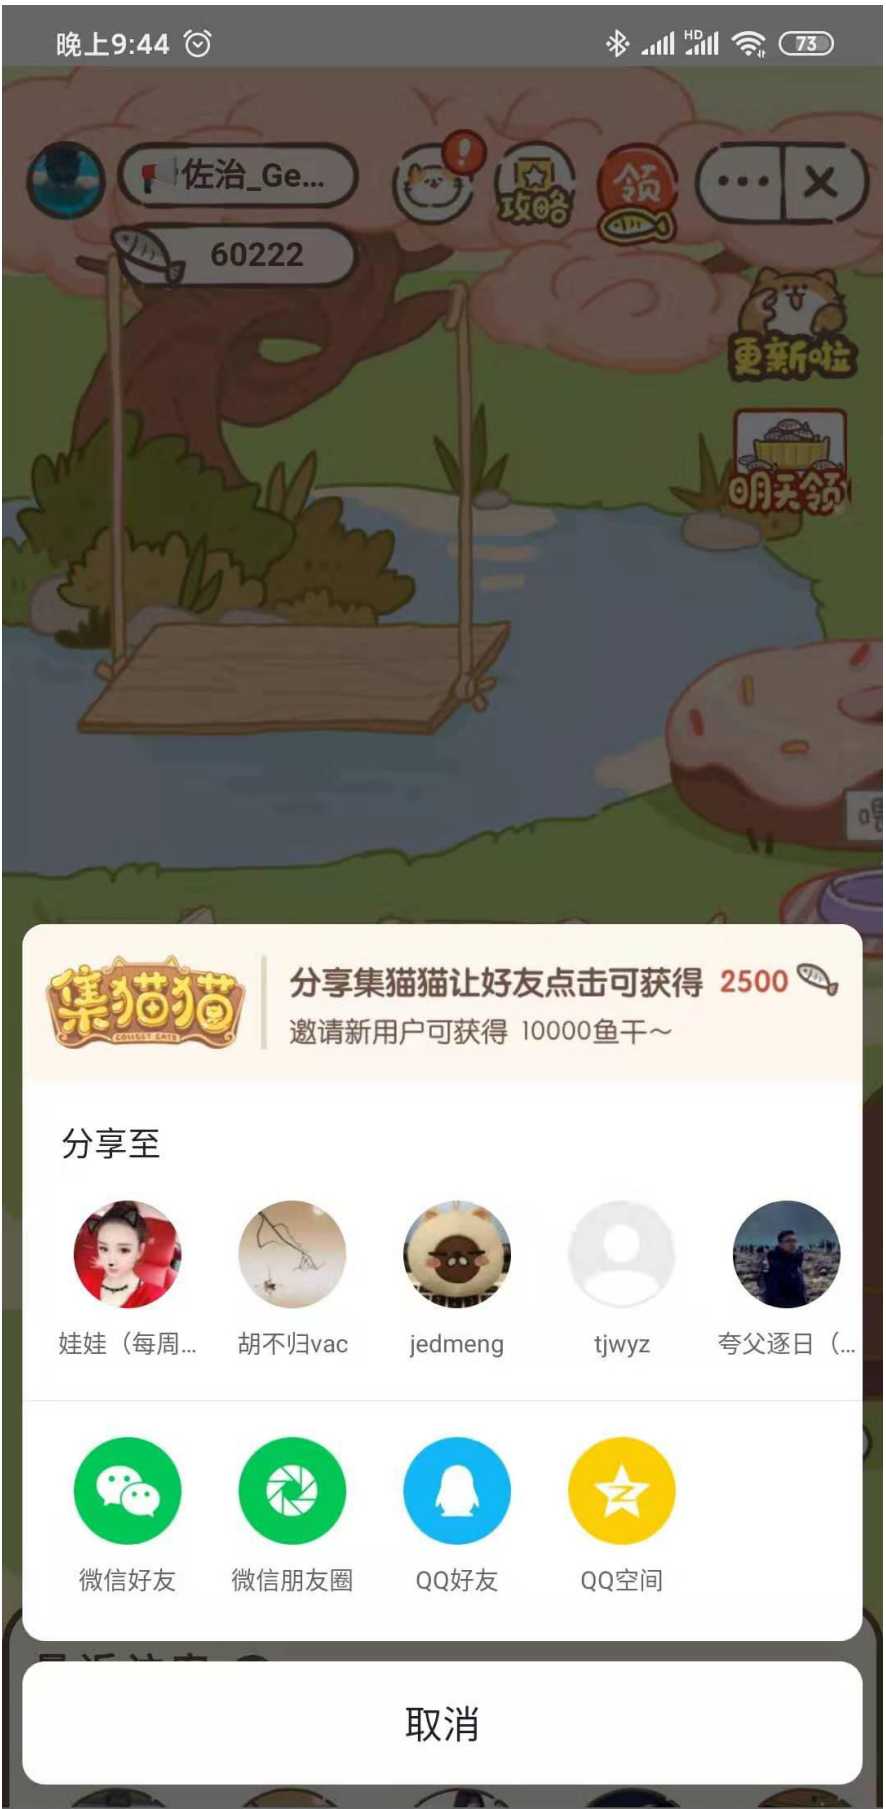 晚上9:44
HD
73
佐治_Ge...
攻略
领
60222
更新啦
明天领
集猫猫
COLLECT CATS
分享集猫猫让好友点击可获得 2500
邀请新用户可获得 10000鱼干～
分享至
娃娃（每周...
胡不归vac
jedmeng
tjwyz
夸父逐日（...
微信好友
微信朋友圈
QQ好友
QQ空间
取消